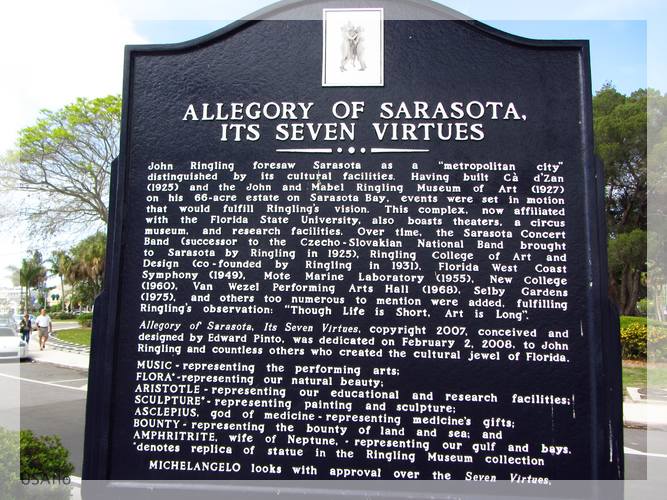 ALLEGORY OF SARASOTA,
ITS SEVEN VIRTUES
John Ringling foresaw Sarasota as a "metropolitan city"
distinguished by its cultural facilities. Having built Cà d'Zan
(1925) and the John and Mabel Ringling Museum of Art (1927)
on his 66-acre estate on Sarasota Bay, events were set in motion
that would fulfill Ringling's vision. This complex, now affiliated
with the Florida State University, also boasts theaters, a circus
museum, and research facilities. Over time, the Sarasota Concert
Band (successor to the Czecho-Slovakian National Band brought
to Sarasota by Ringling in 1925), Ringling College of Art and
Design (co-founded by Ringling in 1931), Florida West Coast
Symphony (1949), Mote Marine Laboratory (1955), New College
(1960), Van Wezel Performing Arts Hall (1968), Selby Gardens
(1975), and others too numerous to mention were added, fulfilling
Ringling's observation: "Though Life is Short, Art is Long".
Allegory of Sarasota, Its Seven Virtues, copyright 2007, conceived and
designed by Edward Pinto, was dedicated on February 2, 2008, to John
Ringling and countless others who created the cultural jewel of Florida.
MUSIC - representing the performing arts;
FLORA* - representing our natural beauty;
ARISTOTLE - representing our educational and research facilities;
SCULPTURE* - representing painting and sculpture;
ASCLEPIUS, god of medicine - representing medicine's gifts;
BOUNTY - representing the bounty of land and sea; and
AMPHRITRITE, wife of Neptune, - representing our gulf and bays.
*denotes replica of statue in the Ringling Museum collection
MICHELANGELO looks with approval over the Seven Virtues.
USAflo